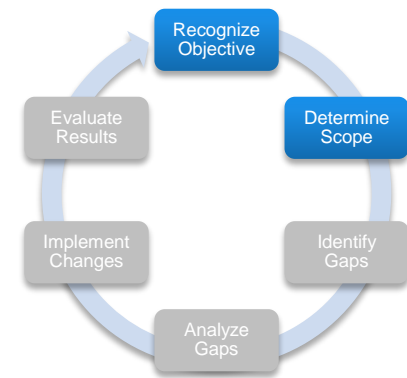 Recognize
Objective
Determine
Scope
Identify
Gaps
Analyze
Gaps
Implement
Changes
Evaluate
Results